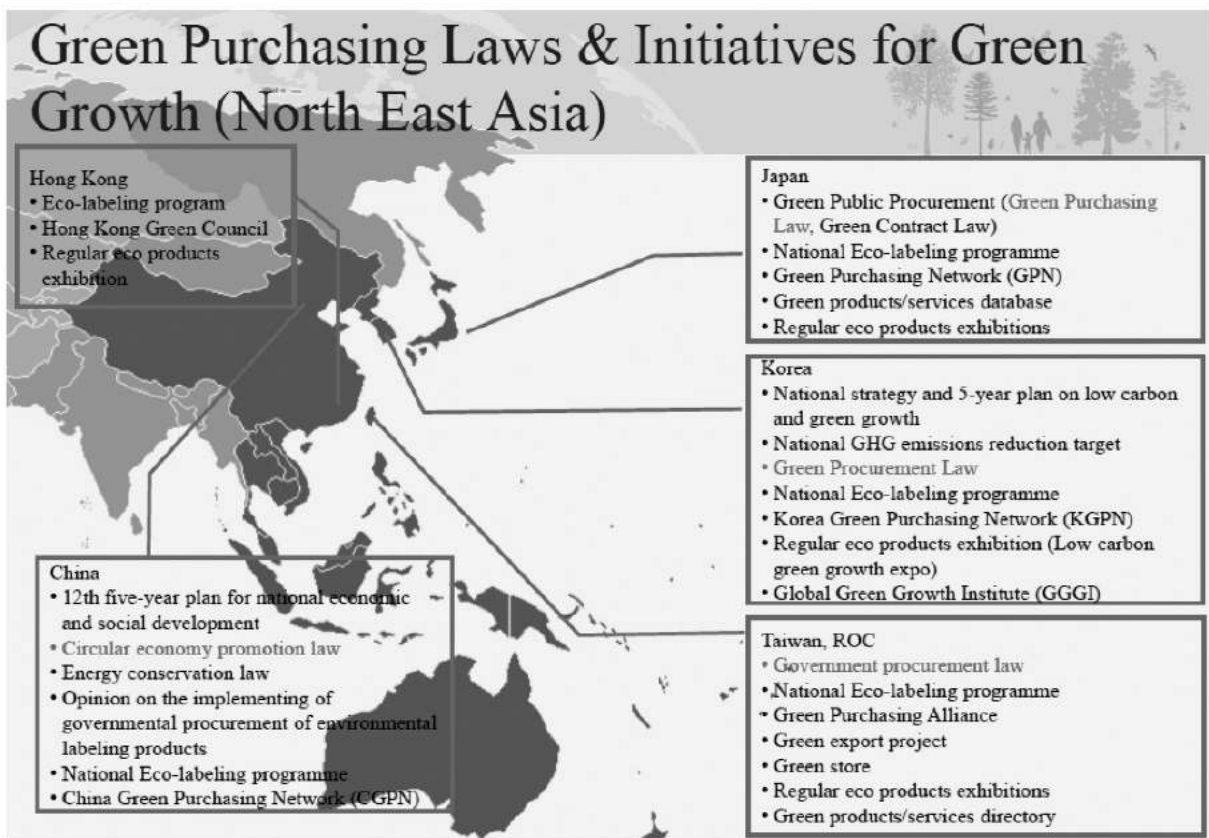 Green Purchasing Laws & Initiatives for Green
Growth (North East Asia)
Hong Kong
• Eco-labeling program
• Hong Kong Green Council
• Regular eco products
exhibition
Japan
• Green Public Procurement (Green Purchasing
Law, Green Contract Law)
• National Eco-labeling programme
• Green Purchasing Network (GPN)
• Green products/services database
• Regular eco products exhibitions
Korea
• National strategy and 5-year plan on low carbon
and green growth
• National GHG emissions reduction target
• Green Procurement Law
• National Eco-labeling programme
• Korea Green Purchasing Network (KGPN)
• Regular eco products exhibition (Low carbon
green growth expo)
• Global Green Growth Institute (GGGI)
China
• 12th five-year plan for national economic
and social development
• Circular economy promotion law
• Energy conservation law
• Opinion on the implementing of
governmental procurement of environmental
labeling products
• National Eco-labeling programme
• China Green Purchasing Network (CGPN)
Taiwan, ROC
• Government procurement law
• National Eco-labeling programme
• Green Purchasing Alliance
• Green export project
• Green store
• Regular eco products exhibitions
• Green products/services directory